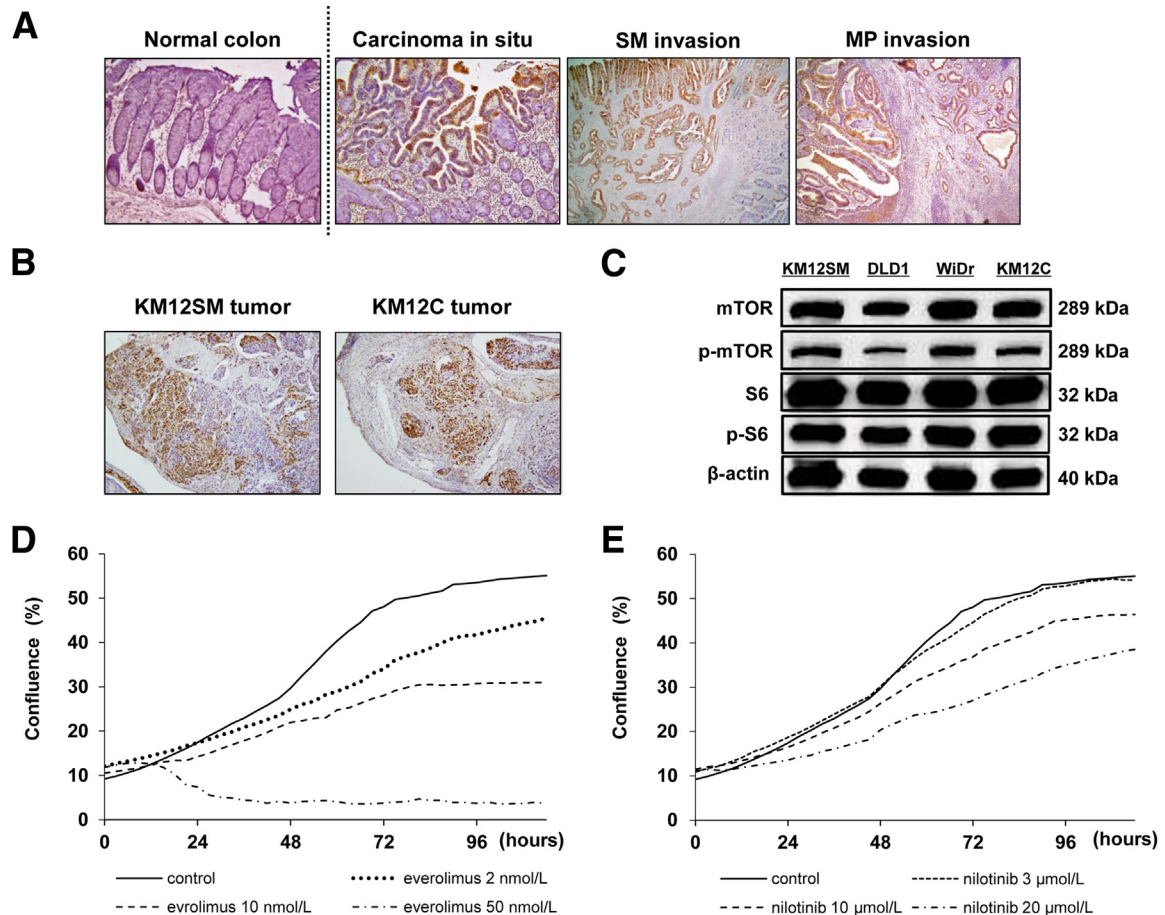 A
Normal colon Carcinoma in situ SM invasion MP invasion
B
KM12SM tumor KM12C tumor
C
KM12SM DLD1 WiDr KM12C
mTOR 289 kDa
p-mTOR 289 kDa
S6 32 kDa
p-S6 32 kDa
β-actin 40 kDa
D
Confluence (%)
60
50
40
30
20
10
0
0 24 48 72 96 (hours)
control everolimus 2 nmol/L
evrolimus 10 nmol/L everolimus 50 nmol/L
E
Confluence (%)
60
50
40
30
20
10
0
0 24 48 72 96 (hours)
control nilotinib 3 µmol/L
nilotinib 10 µmol/L nilotinib 20 µmol/L